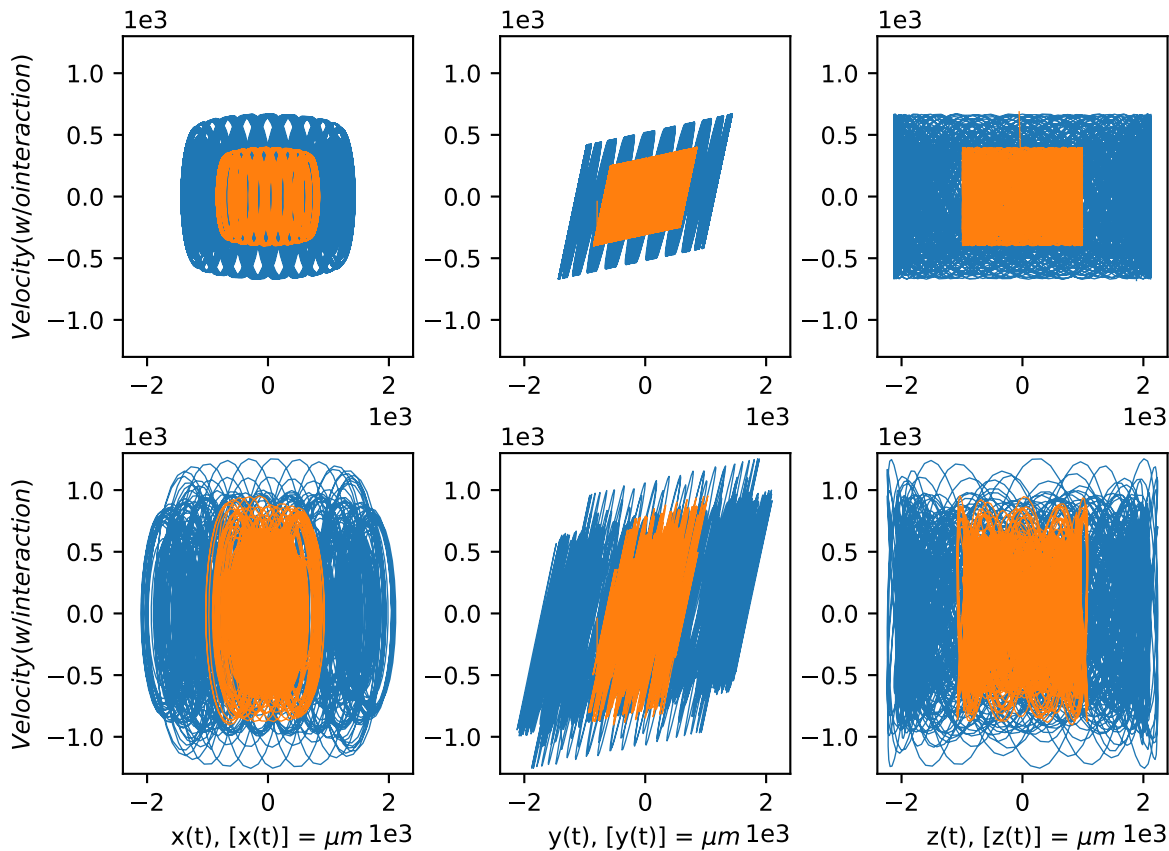 1e3 1e3 1e3
Velocity(w/ointeraction)
1.0 1.0 1.0
0.5 0.5 0.5
0.0 0.0 0.0
−0.5 −0.5 −0.5
−1.0 −1.0 −1.0
−2 0 2 −2 0 2 −2 0 2
1e3 1e3 1e3
1e3 1e3 1e3
Velocity(w/interaction)
1.0 1.0 1.0
0.5 0.5 0.5
0.0 0.0 0.0
−0.5 −0.5 −0.5
−1.0 −1.0 −1.0
−2 0 2 −2 0 2 −2 0 2
x(t), [x(t)] = μm 1e3 y(t), [y(t)] = μm 1e3 z(t), [z(t)] = μm 1e3